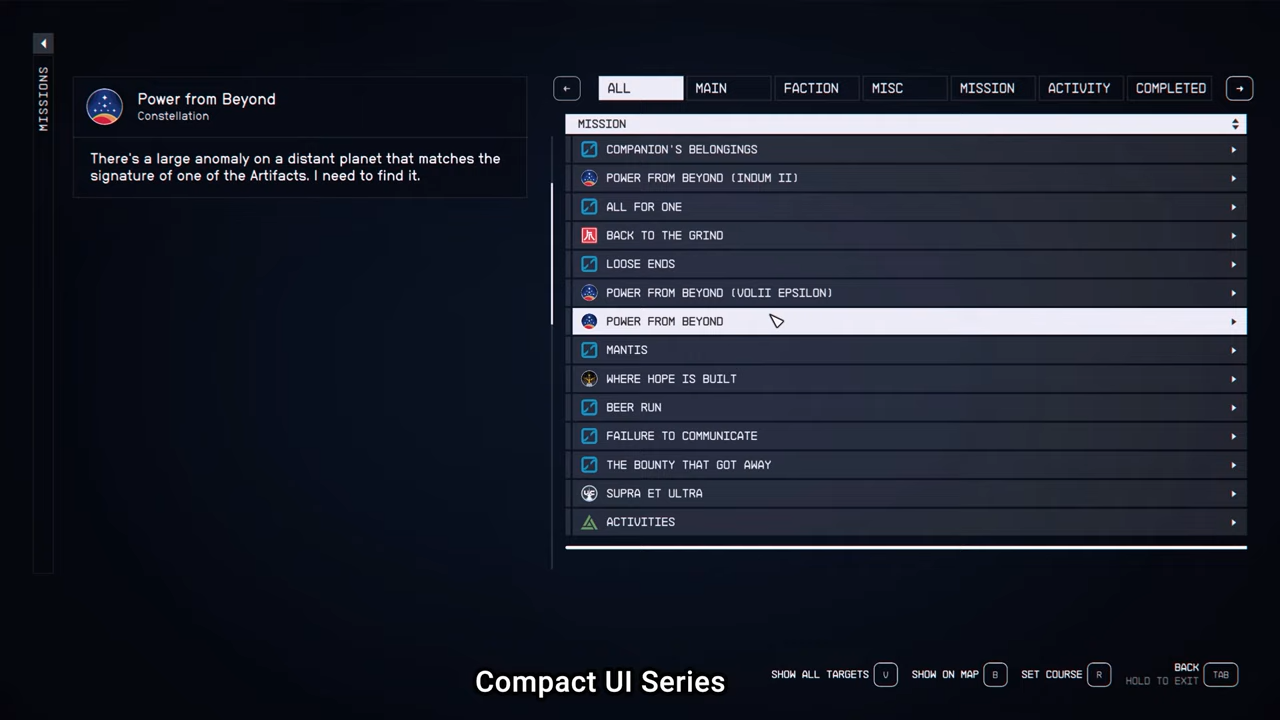 MISSIONS
Power from Beyond
Constellation
There's a large anomaly on a distant planet that matches the
signature of one of the Artifacts. I need to find it.
ALL MAIN FACTION MISC MISSION ACTIVITY COMPLETED
MISSION
COMPANION'S BELONGINGS
POWER FROM BEYOND (INDUM II)
ALL FOR ONE
BACK TO THE GRIND
LOOSE ENDS
POWER FROM BEYOND (VOLII EPSILON)
POWER FROM BEYOND
MANTIS
WHERE HOPE IS BUILT
BEER RUN
FAILURE TO COMMUNICATE
THE BOUNTY THAT GOT AWAY
SUPRA ET ULTRA
ACTIVITIES
SHOW ALL TARGETS V SHOW ON MAP B SET COURSE R BACK TAB
HOLD TO EXIT
Compact UI Series